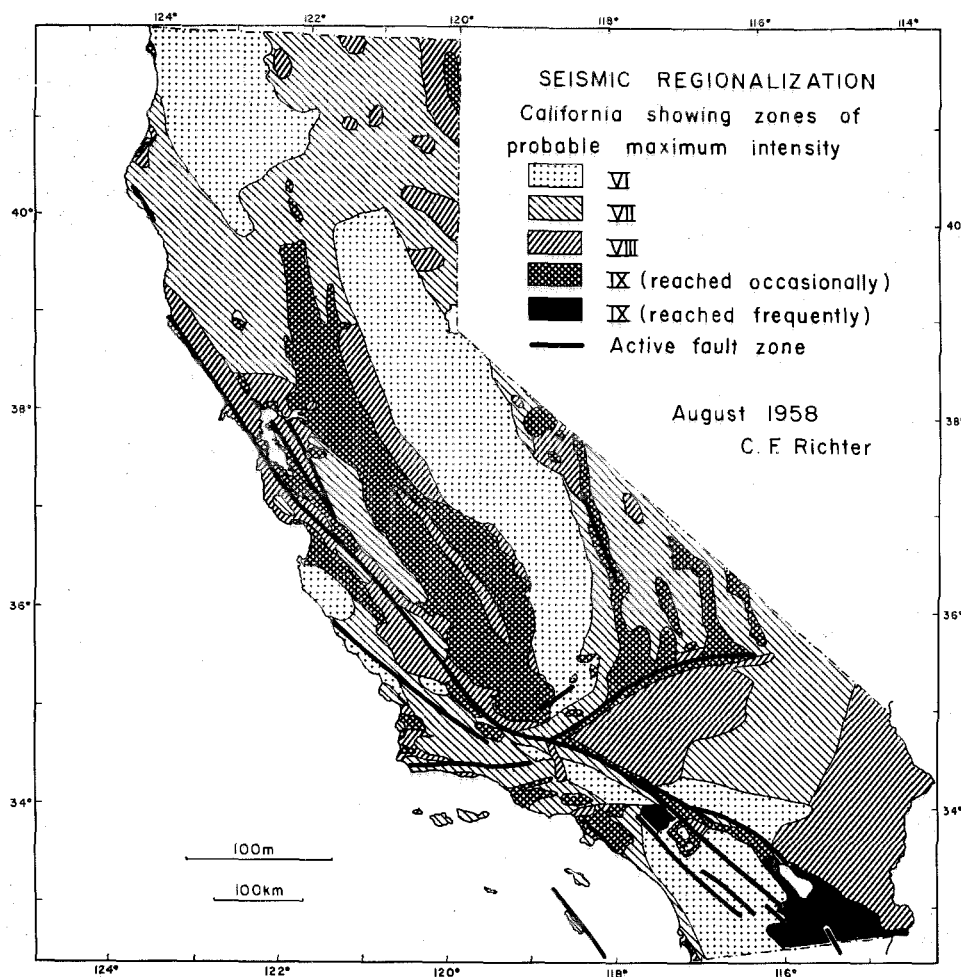 124° 122° 120° 118° 116° 114°
SEISMIC REGIONALIZATION
California showing zones of
probable maximum intensity
VI
VII
VIII
IX (reached occasionally)
IX (reached frequently)
Active fault zone
August 1958
C. F. Richter
40° 40
38° 38°
36° 36°
34° 34°
100m
100km
124° 122° 120° 118° 116°